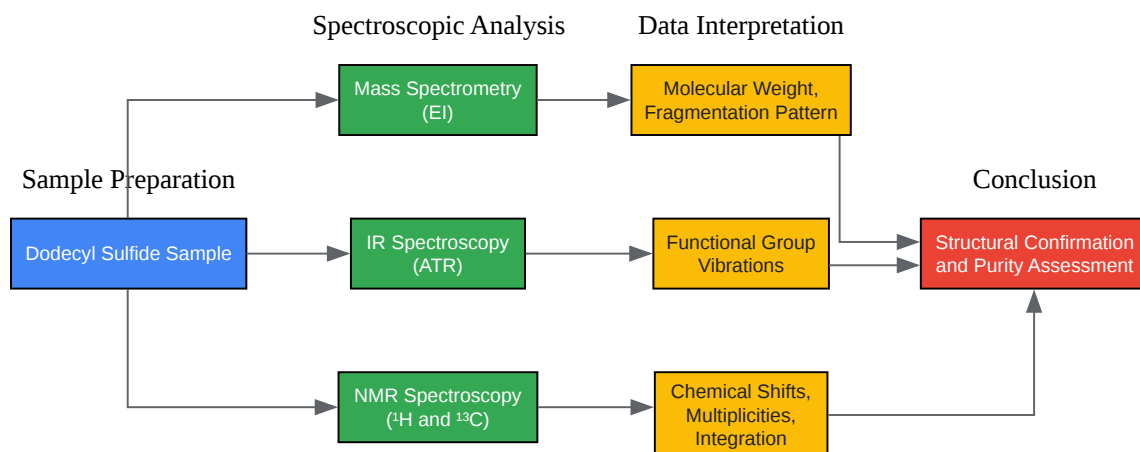 Spectroscopic Analysis
Data Interpretation
Mass Spectrometry
(EI)
Molecular Weight,
Fragmentation Pattern
Sample Preparation
Conclusion
Dodecyl Sulfide Sample
IR Spectroscopy
(ATR)
Functional Group
Vibrations
Structural Confirmation
and Purity Assessment
NMR Spectroscopy
(¹H and ¹³C)
Chemical Shifts,
Multiplicities,
Integration